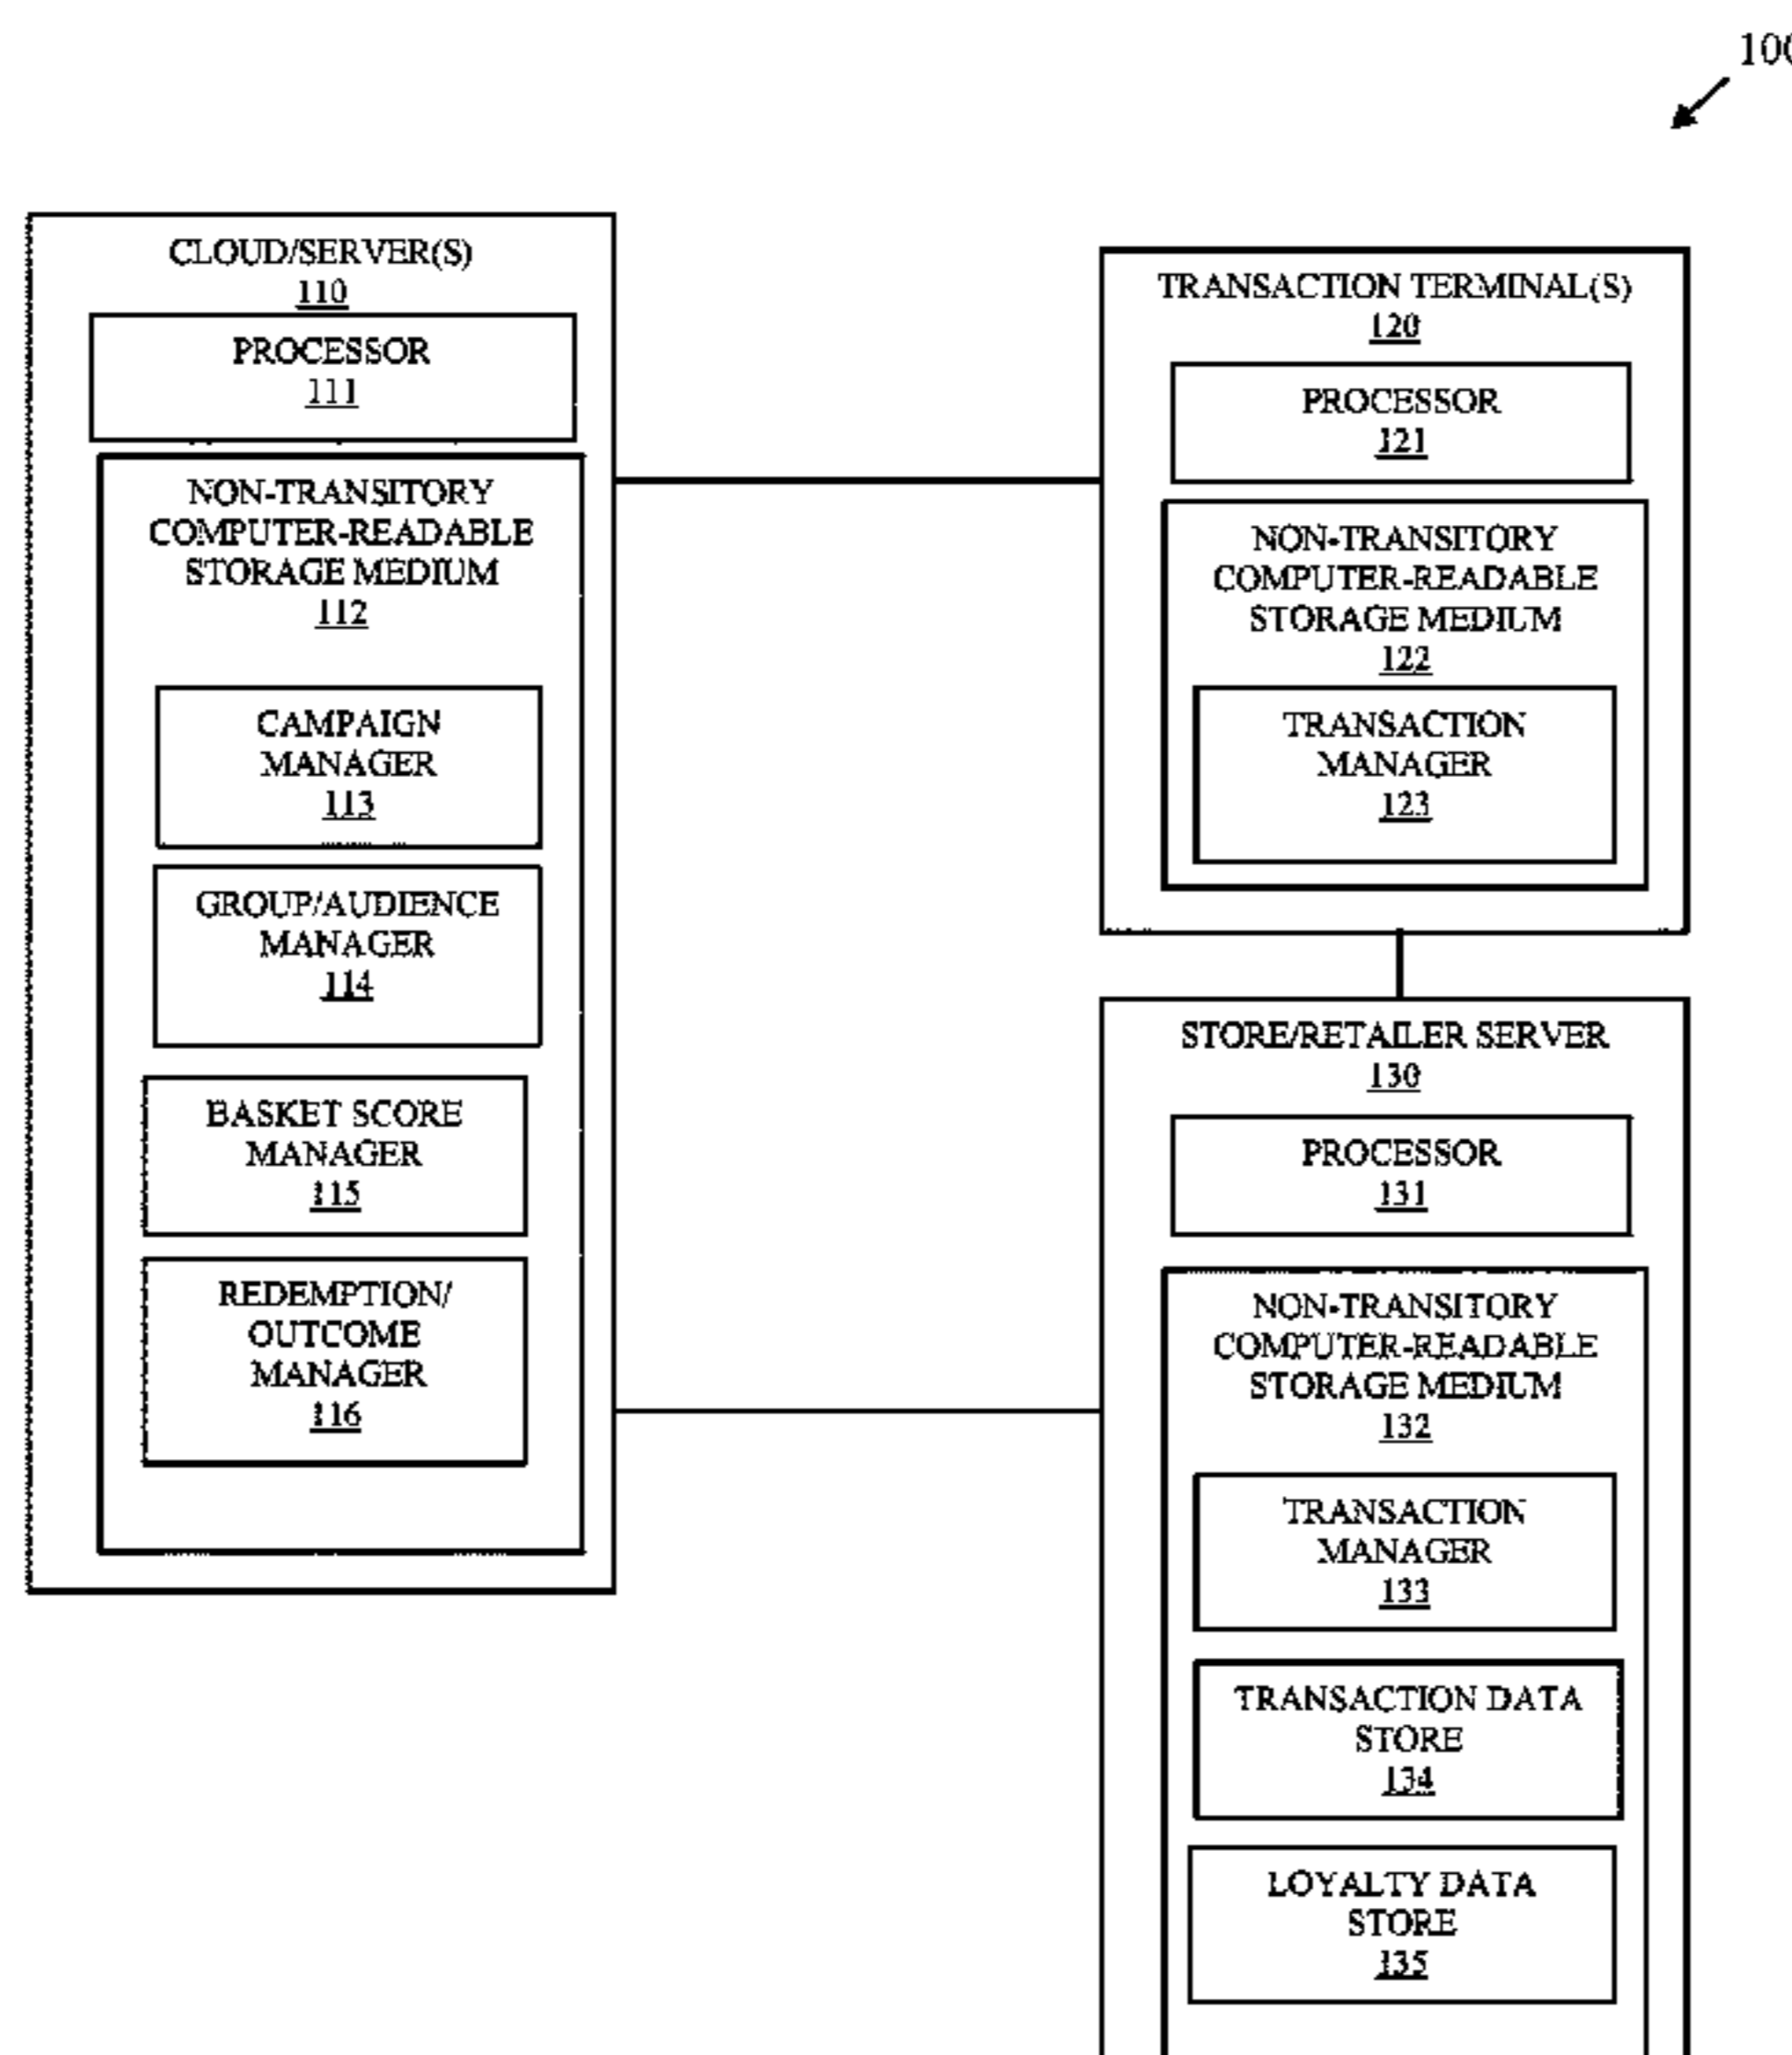 100
CLOUD/SERVER(S)
110
PROCESSOR
111
NON-TRANSITORY
COMPUTER-READABLE
STORAGE MEDIUM
112
CAMPAIGN
MANAGER
113
GROUP/AUDIENCE
MANAGER
114
BASKET SCORE
MANAGER
115
REDEMPTION/
OUTCOME
MANAGER
116
TRANSACTION TERMINAL(S)
120
PROCESSOR
121
NON-TRANSITORY
COMPUTER-READABLE
STORAGE MEDIUM
122
TRANSACTION
MANAGER
123
STORE/RETAILER SERVER
130
PROCESSOR
131
NON-TRANSITORY
COMPUTER-READABLE
STORAGE MEDIUM
132
TRANSACTION
MANAGER
133
TRANSACTION DATA
STORE
134
LOYALTY DATA
STORE
135